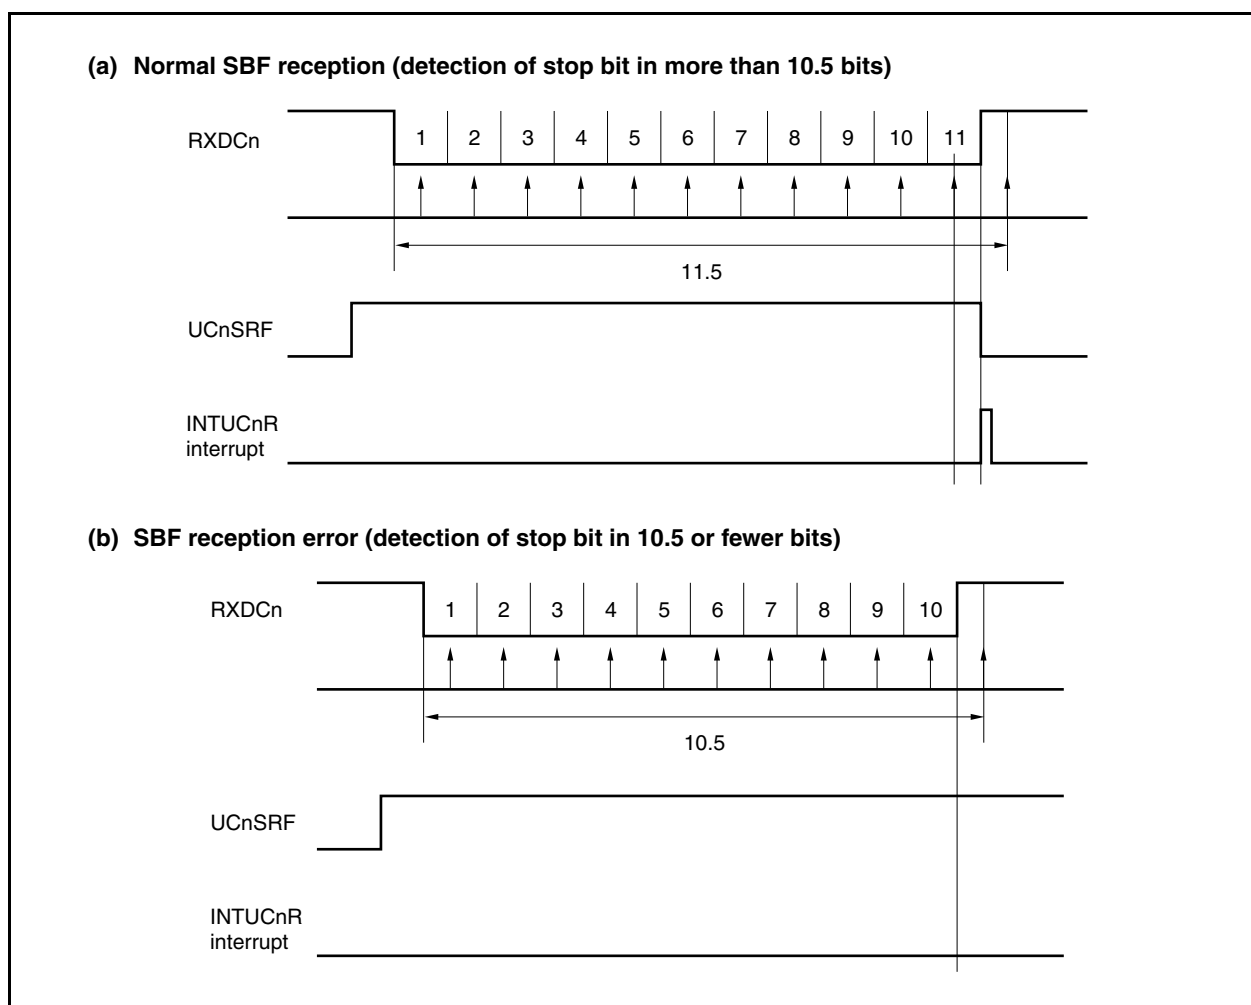 (a) Normal SBF reception (detection of stop bit in more than 10.5 bits)
RXDCn
1 2 3 4 5 6 7 8 9 10 11
11.5
UCnSRF
INTUCnR
interrupt
(b) SBF reception error (detection of stop bit in 10.5 or fewer bits)
RXDCn
1 2 3 4 5 6 7 8 9 10
10.5
UCnSRF
INTUCnR
interrupt